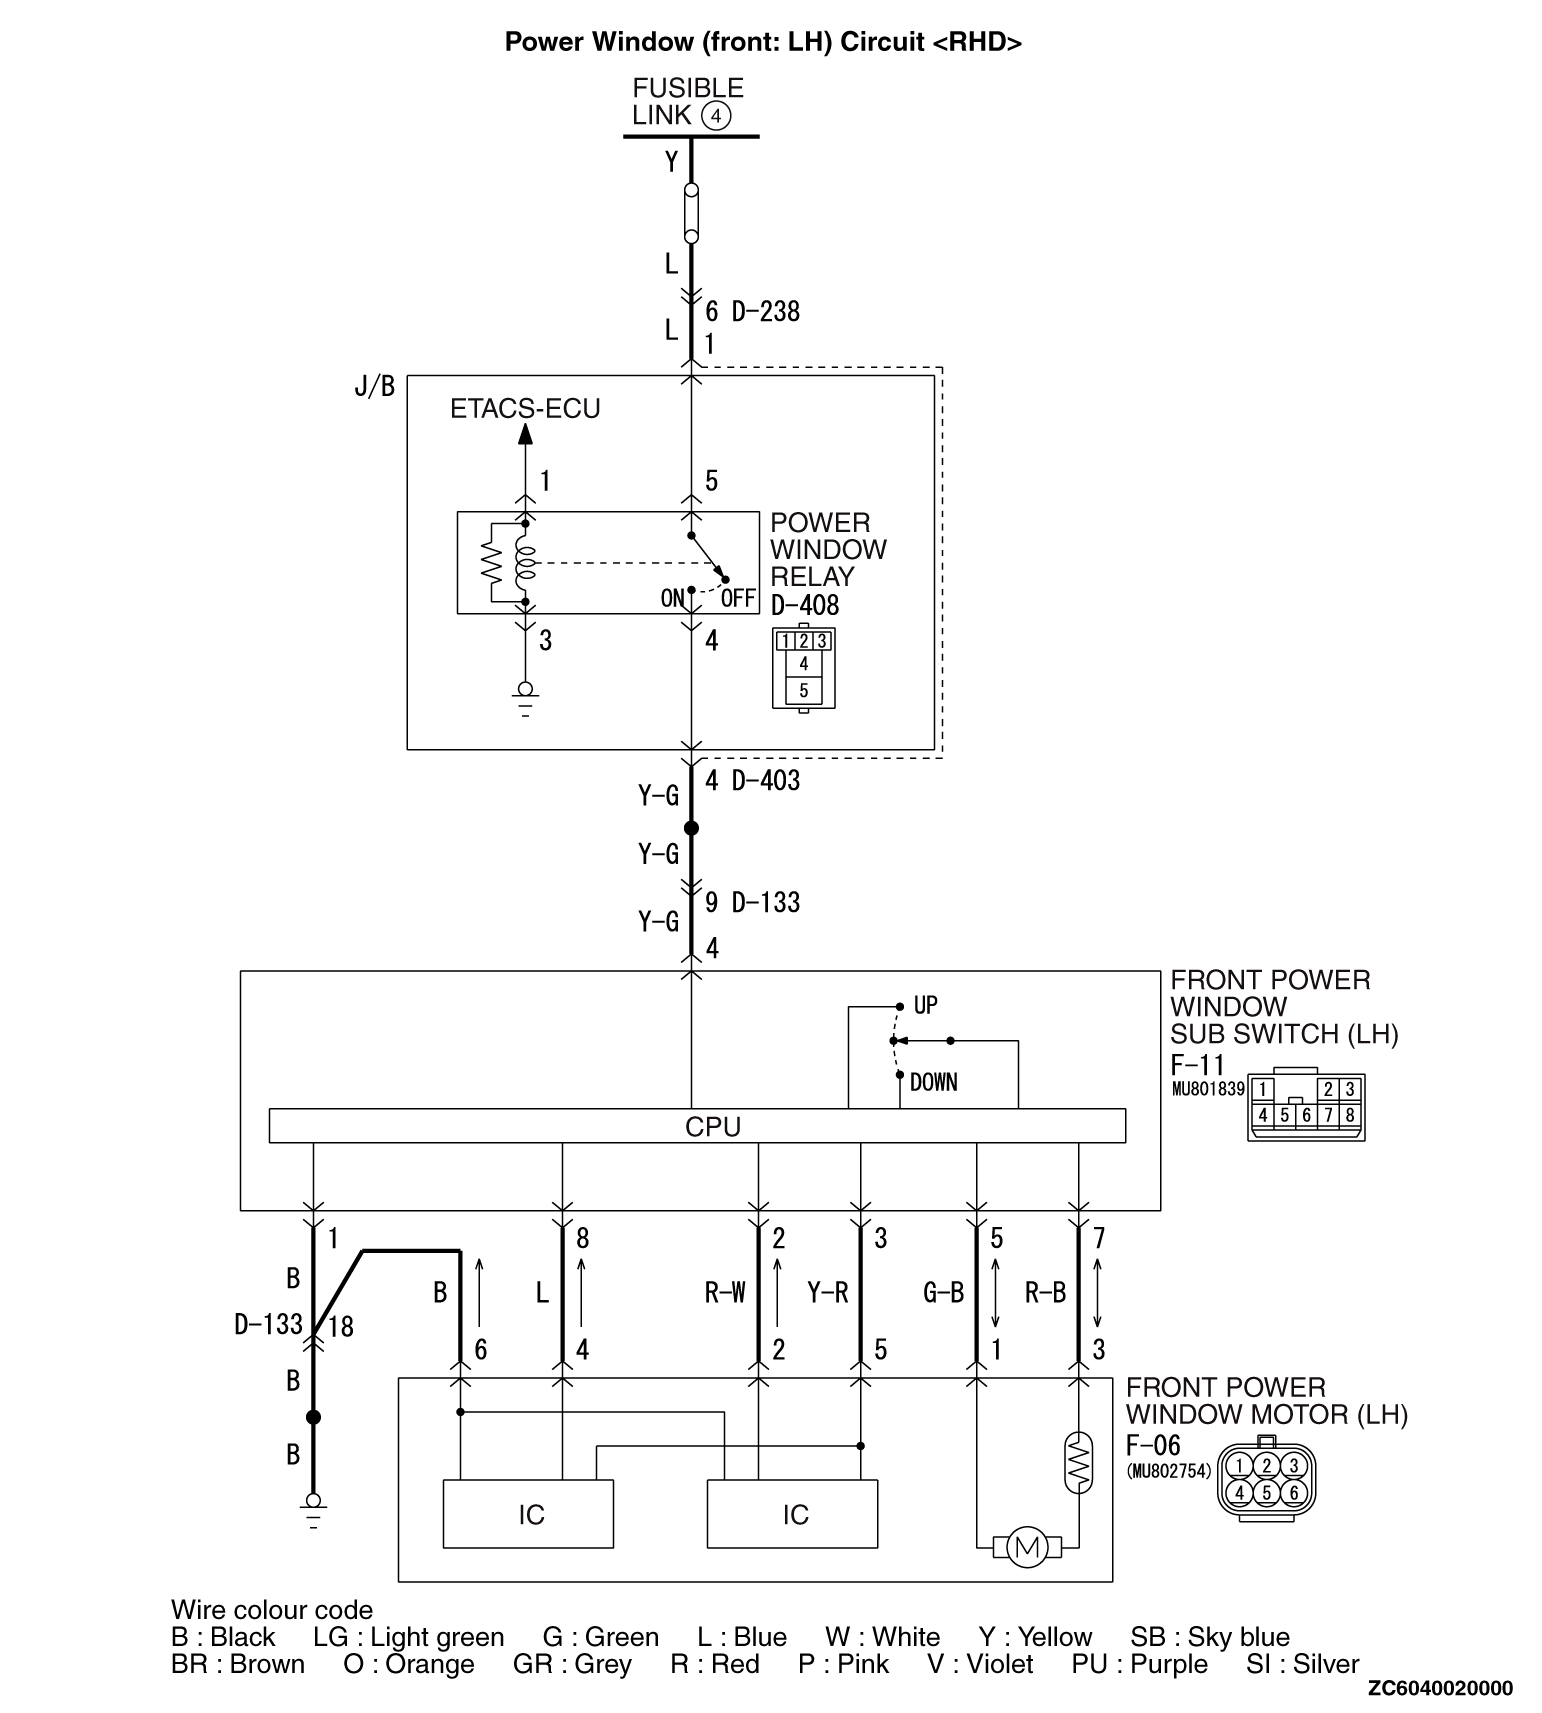 Power Window (front: LH) Circuit <RHD>
FUSIBLE
LINK 4
Y
L
6 D-238
L
1
J/B
ETACS-ECU
1
5
POWER
WINDOW
RELAY
D-408
ON
OFF
1 2 3
4
5
3
4
4 D-403
Y-G
Y-G
9 D-133
Y-G
4
FRONT POWER
WINDOW
SUB SWITCH (LH)
F-11
MU801839
1 2 3
4 5 6 7 8
UP
DOWN
CPU
1 8 2 3 5 7
B
B L R-W Y-R G-B R-B
D-133 18
6 4 2 5 1 3
B
FRONT POWER
WINDOW MOTOR (LH)
F-06
(MU802754)
1 2 3
4 5 6
B
IC IC M
Wire colour code
B : Black LG : Light green G : Green L : Blue W : White Y : Yellow SB : Sky blue
BR : Brown O : Orange GR : Grey R : Red P : Pink V : Violet PU : Purple SI : Silver
ZC6040020000